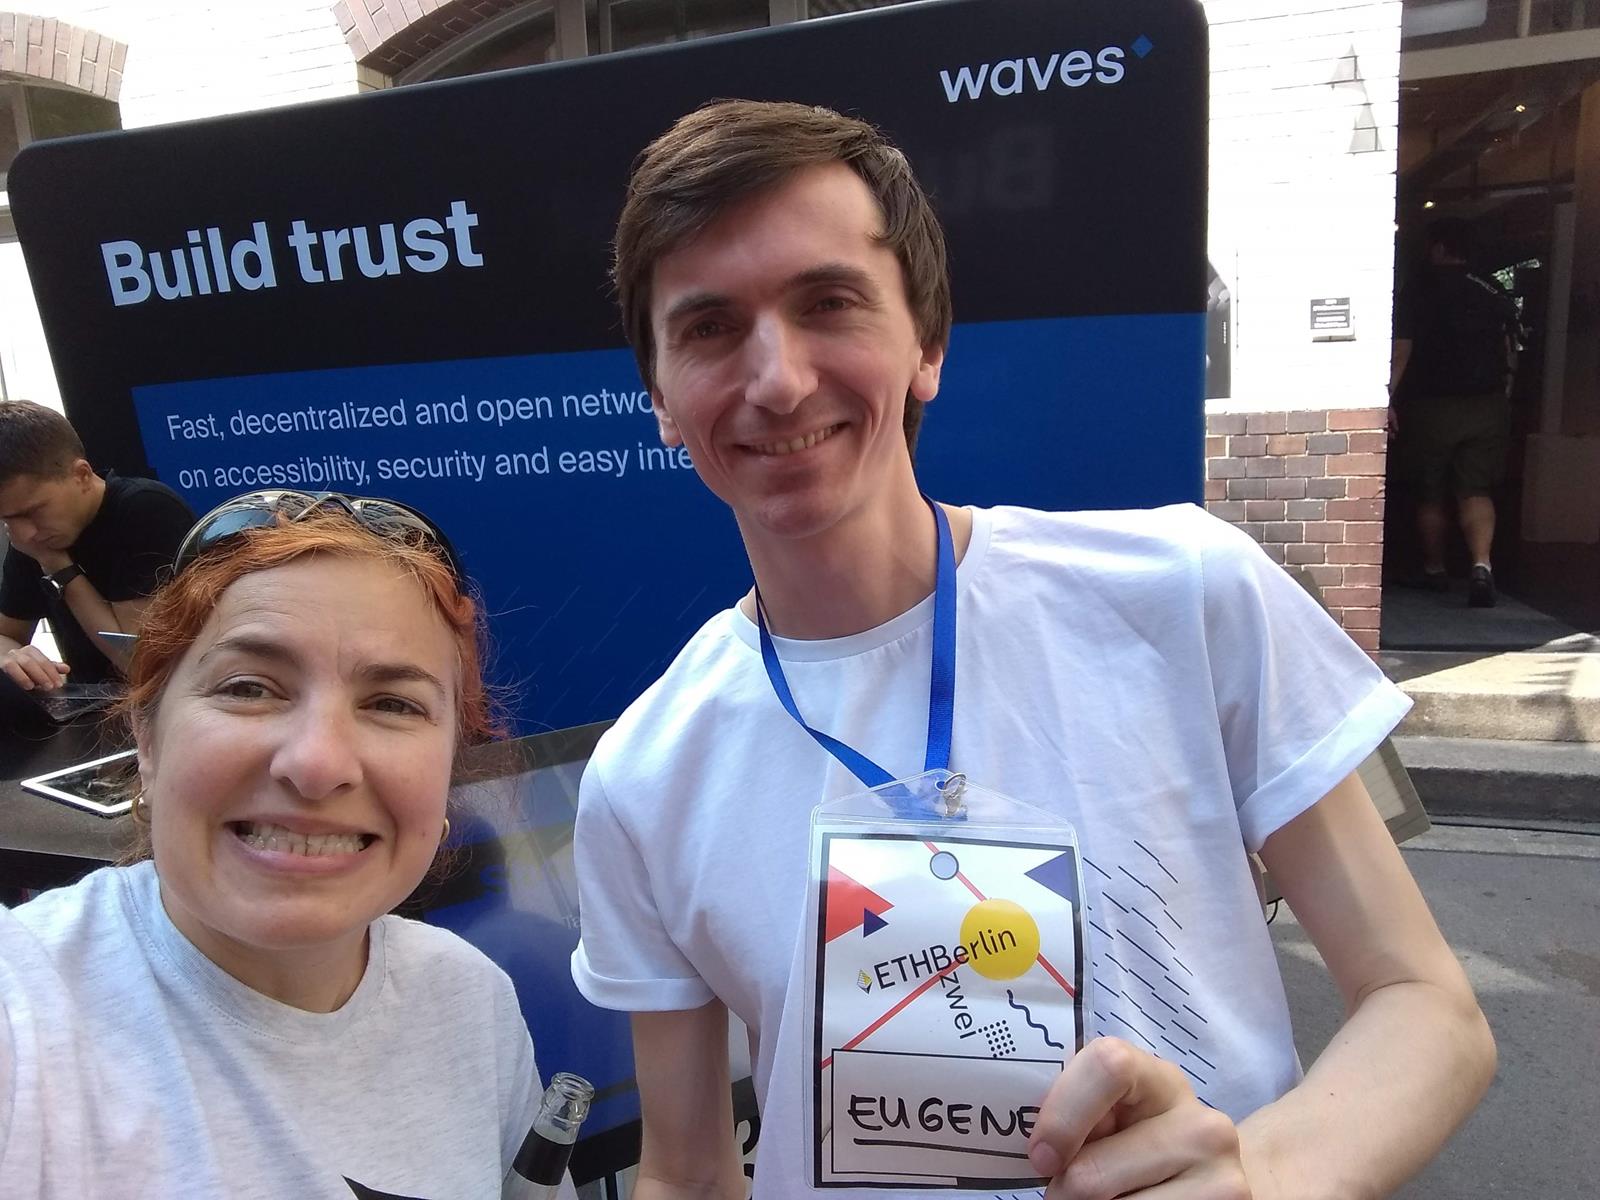 waves
Build trust
Fast, decentralized and open netwo
on accessibility, security and easy inte
ETHBerlin
zwei
EUGENE